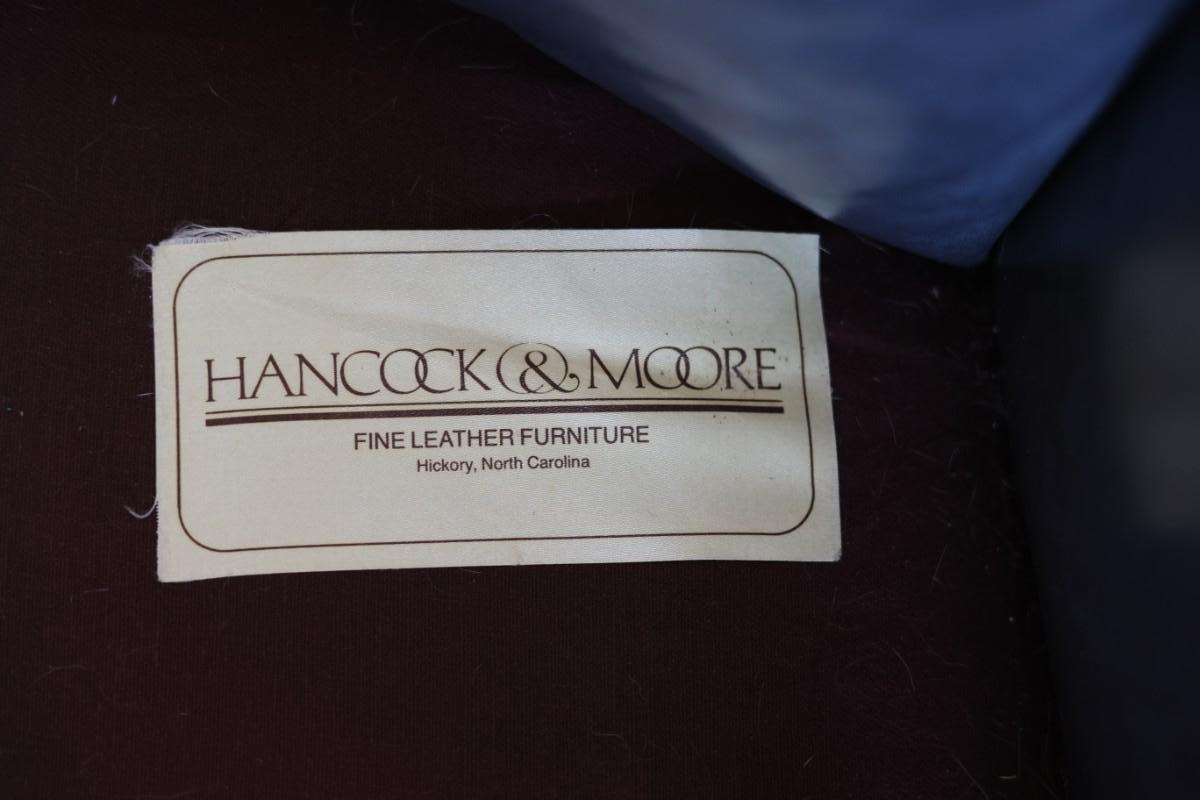 HANCOCK & MOORE
FINE LEATHER FURNITURE
Hickory, North Carolina